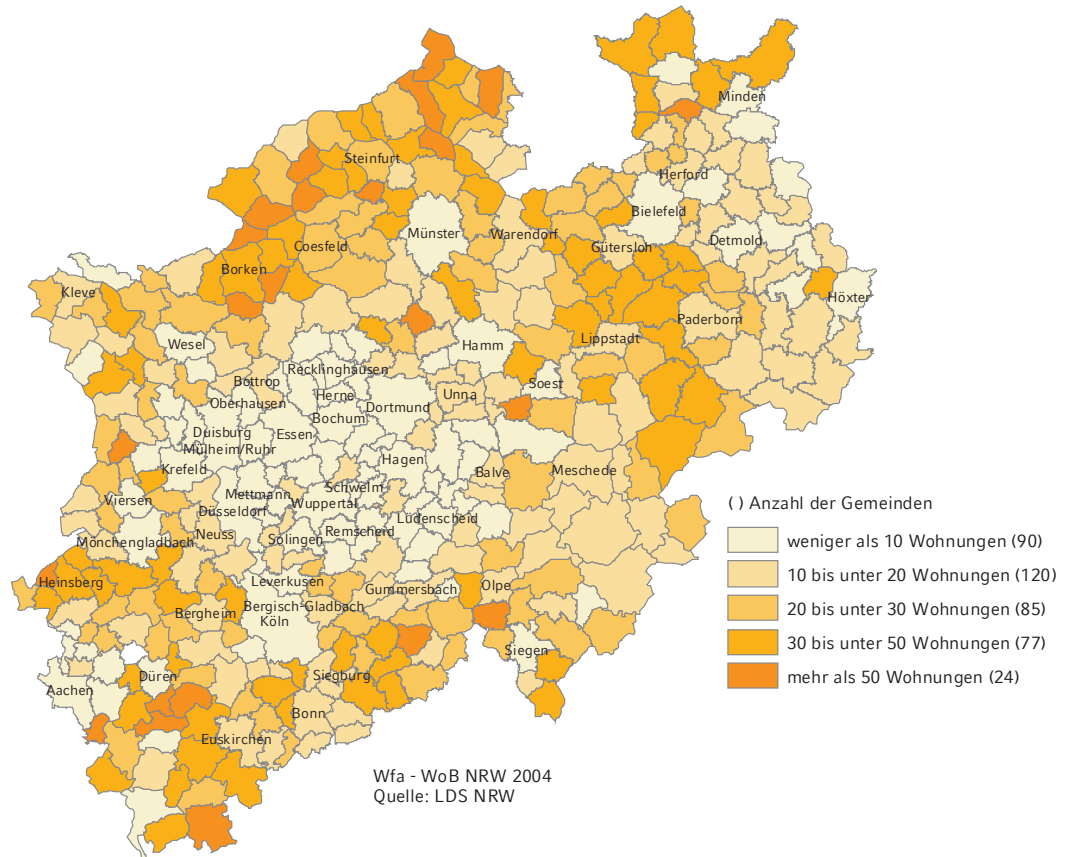 Minden
Steinfurt
Herford
Bielefeld
Münster
Warendorf
Gütersloh
Detmold
Coesfeld
Borken
Kleve
Höxter
Paderborn
Wesel
Lippstadt
Hamm
Recklinghausen
Bottrop
Soest
Herne
Unna
Oberhausen
Dortmund
Bochum
Duisburg
Essen
Mülheim/Ruhr
Hagen
Krefeld
Balve
Meschede
Schwelm
Mettmann
Viersen
Wuppertal
Düsseldorf
Lüdenscheid
Remscheid
Neuss
Mönchengladbach
Solingen
Heinsberg
Leverkusen
Gummersbach
Olpe
Bergisch-Gladbach
Bergheim
Köln
Siegen
Düren
Siegburg
Aachen
Bonn
Euskirchen
( ) Anzahl der Gemeinden
weniger als 10 Wohnungen (90)
10 bis unter 20 Wohnungen (120)
20 bis unter 30 Wohnungen (85)
30 bis unter 50 Wohnungen (77)
mehr als 50 Wohnungen (24)
Wfa - WoB NRW 2004
Quelle: LDS NRW